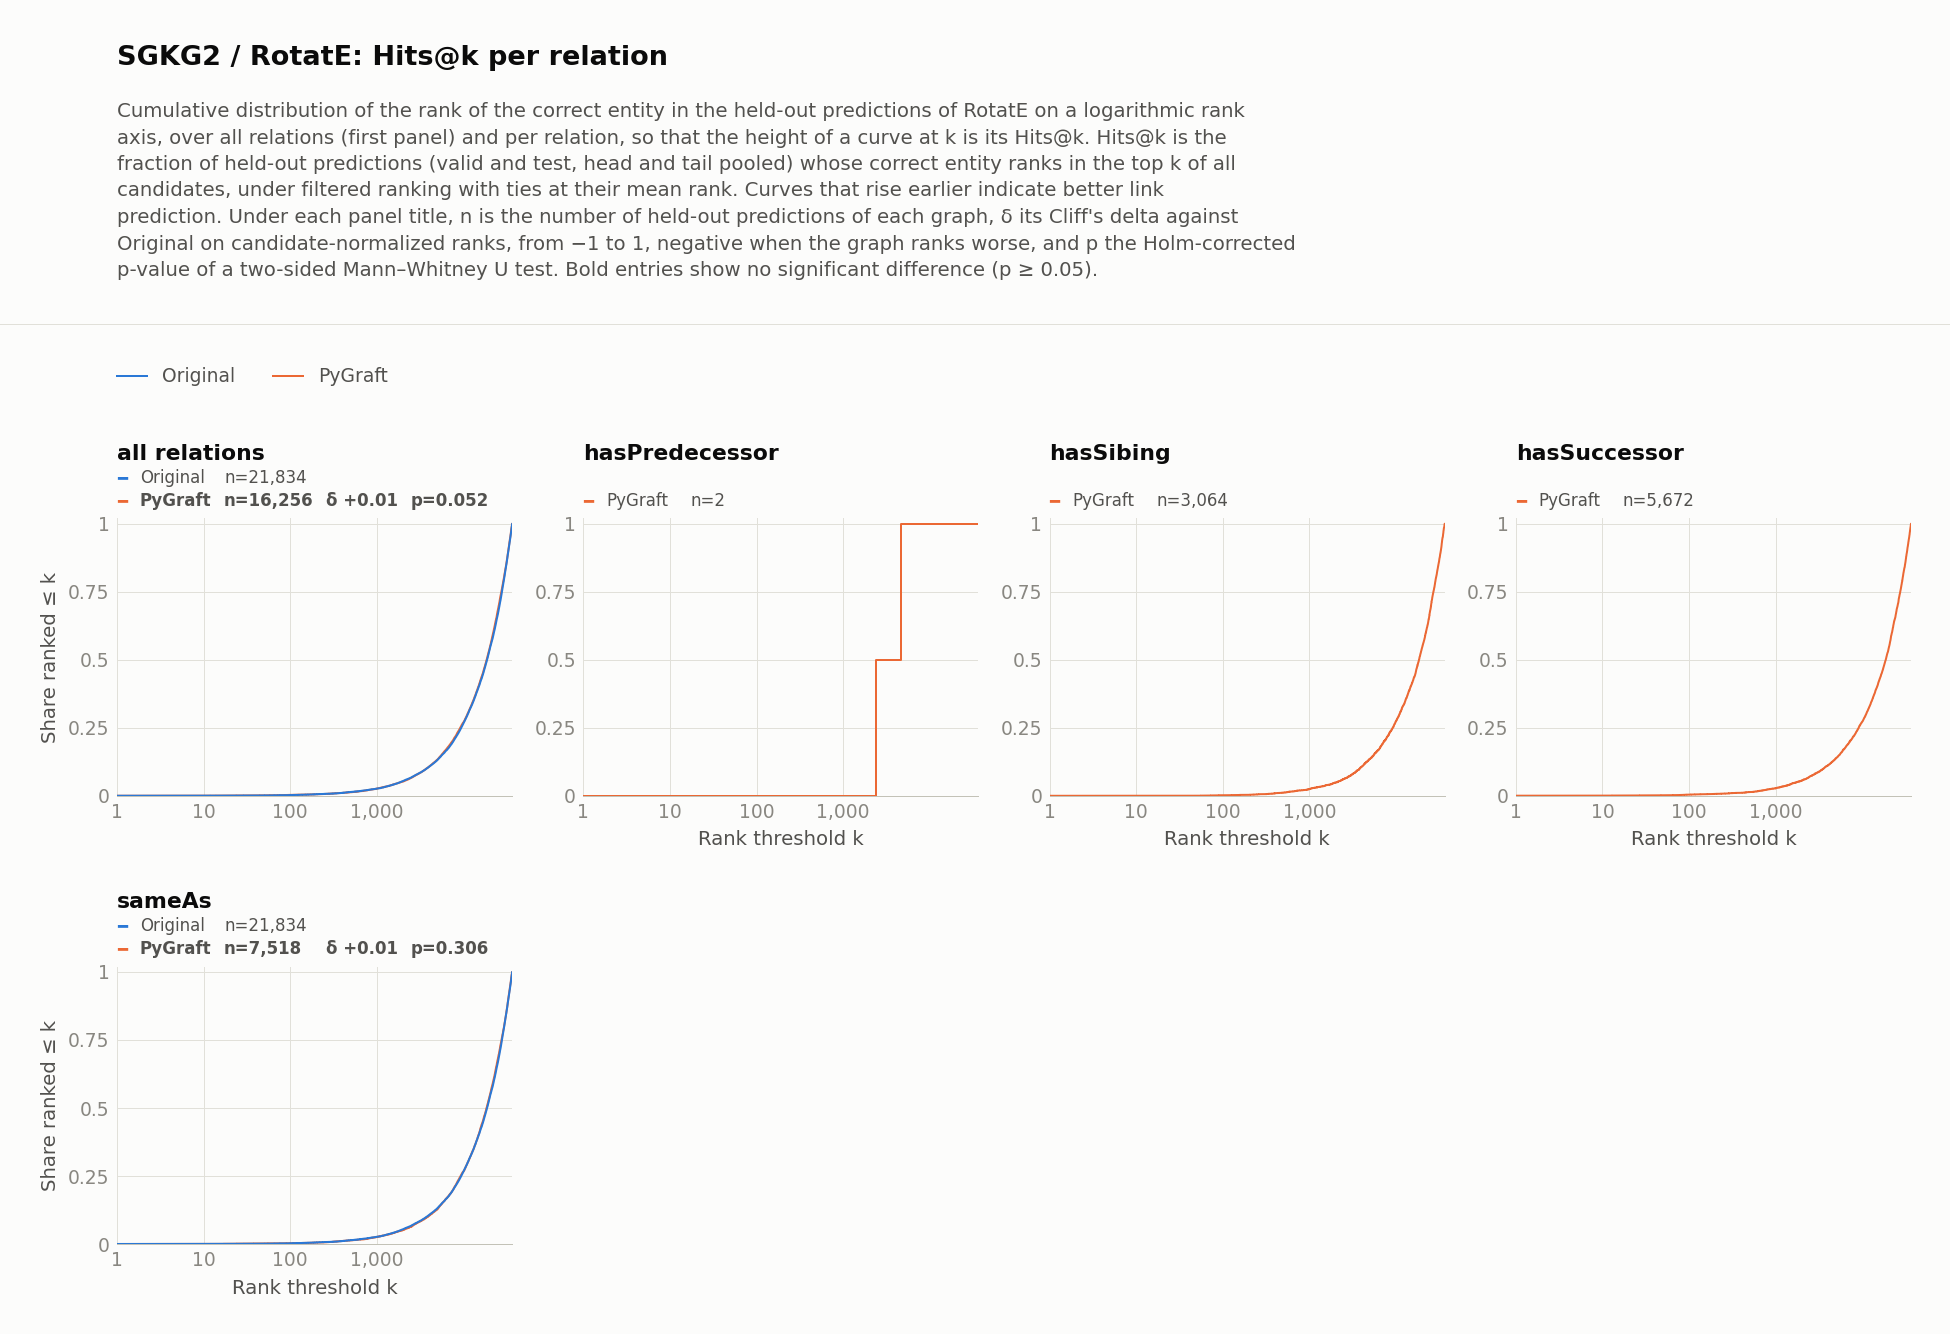 SGKG2 / RotatE: Hits@k per relation
Cumulative distribution of the rank of the correct entity in the held-out predictions of RotatE on a logarithmic rank
axis, over all relations (first panel) and per relation, so that the height of a curve at k is its Hits@k. Hits@k is the
fraction of held-out predictions (valid and test, head and tail pooled) whose correct entity ranks in the top k of all
candidates, under filtered ranking with ties at their mean rank. Curves that rise earlier indicate better link
prediction. Under each panel title, n is the number of held-out predictions of each graph, δ its Cliff's delta against
Original on candidate-normalized ranks, from −1 to 1, negative when the graph ranks worse, and p the Holm-corrected
p-value of a two-sided Mann–Whitney U test. Bold entries show no significant difference (p ≥ 0.05).
Original PyGraft
all relations
Original n=21,834
PyGraft n=16,256 δ +0.01 p=0.052
1
0.75
0.5
0.25
0
Share ranked ≤ k
1 10 100 1,000
hasPredecessor
PyGraft n=2
1
0.75
0.5
0.25
0
1 10 100 1,000
Rank threshold k
hasSibing
PyGraft n=3,064
1
0.75
0.5
0.25
0
1 10 100 1,000
Rank threshold k
hasSuccessor
PyGraft n=5,672
1
0.75
0.5
0.25
0
1 10 100 1,000
Rank threshold k
sameAs
Original n=21,834
PyGraft n=7,518 δ +0.01 p=0.306
1
0.75
0.5
0.25
0
Share ranked ≤ k
1 10 100 1,000
Rank threshold k